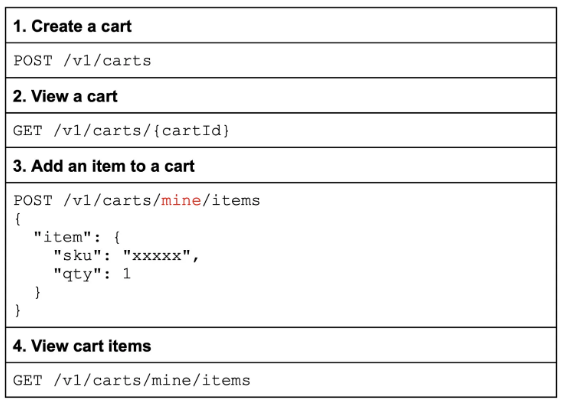 1. Create a cart
POST /v1/carts
2. View a cart
GET /v1/carts/{cartId}
3. Add an item to a cart
POST /v1/carts/mine/items
{
  "item": {
    "sku": "xxxxx",
    "qty": 1
  }
}
4. View cart items
GET /v1/carts/mine/items